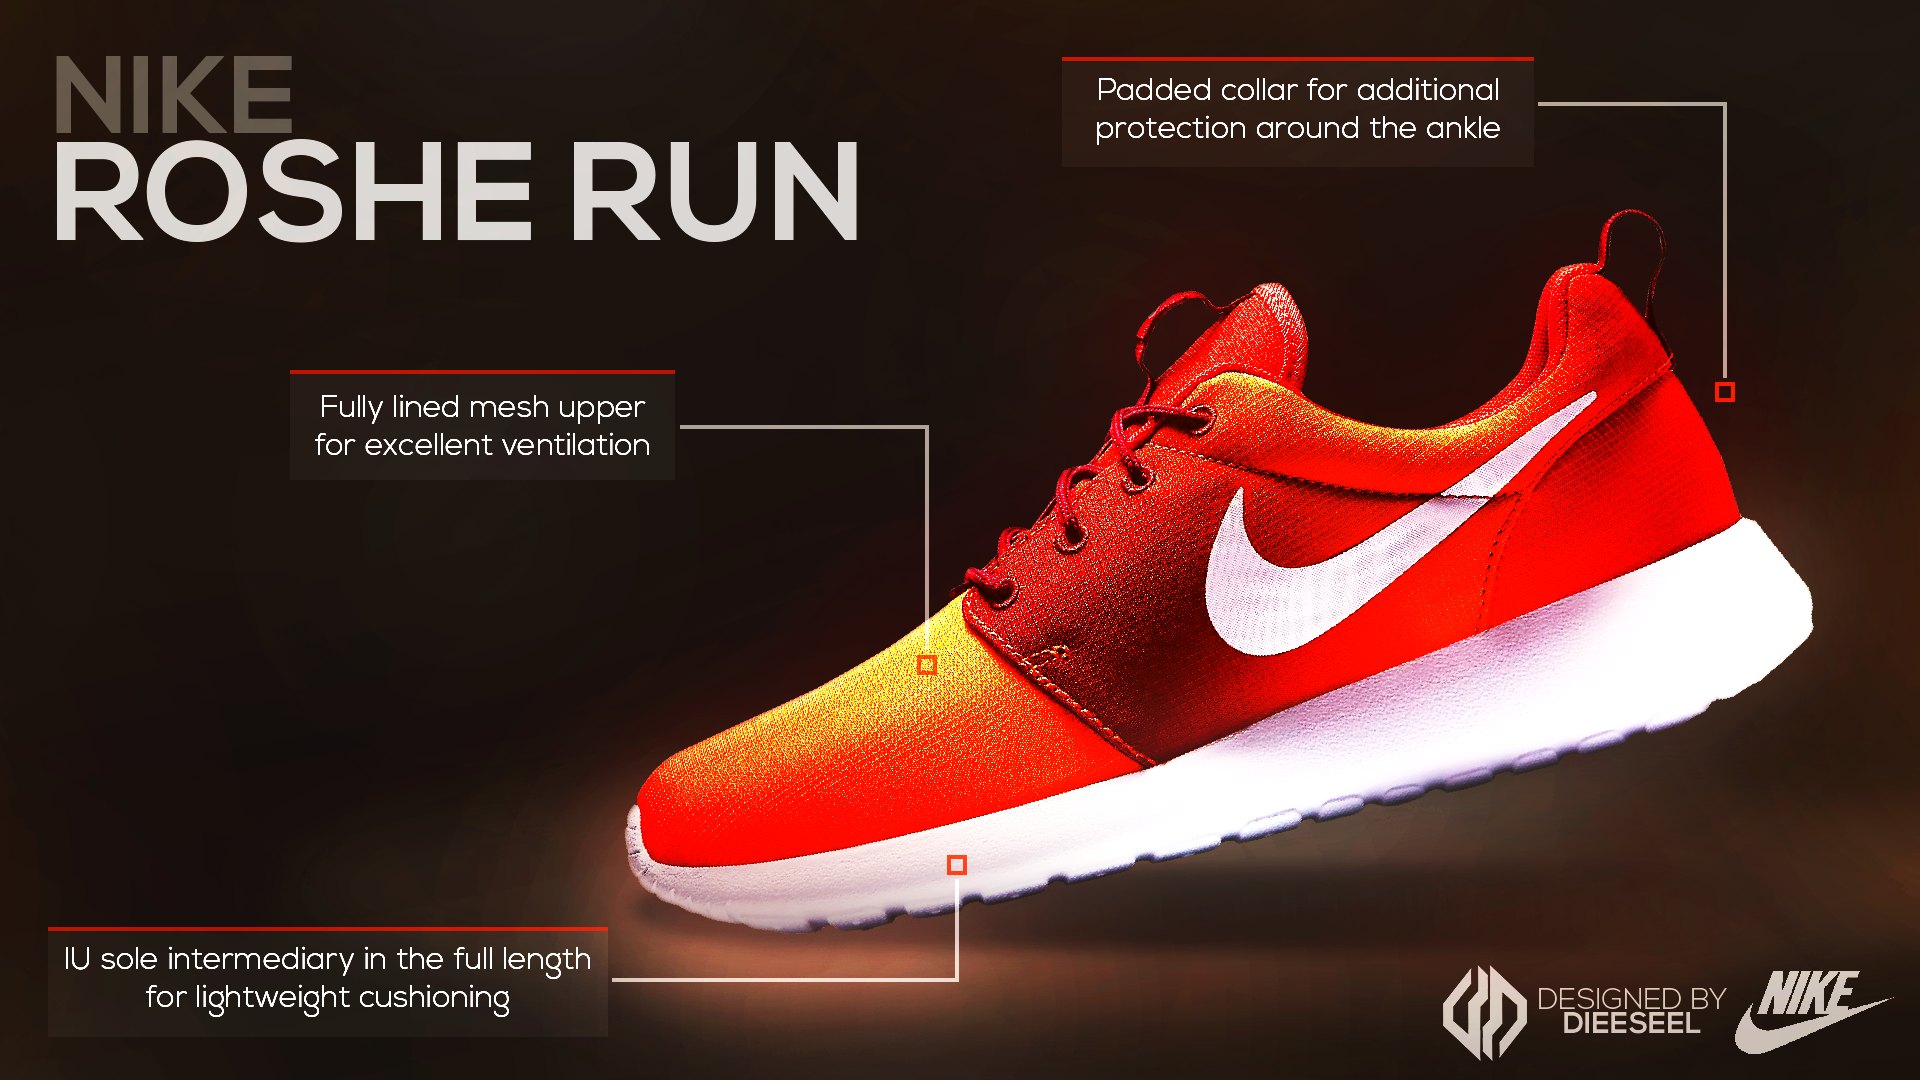 NIKE
ROSHE RUN
Padded collar for additional
protection around the ankle
Fully lined mesh upper
for excellent ventilation
IU sole intermediary in the full length
for lightweight cushioning
DESIGNED BY
DIEESEEL
NIKE